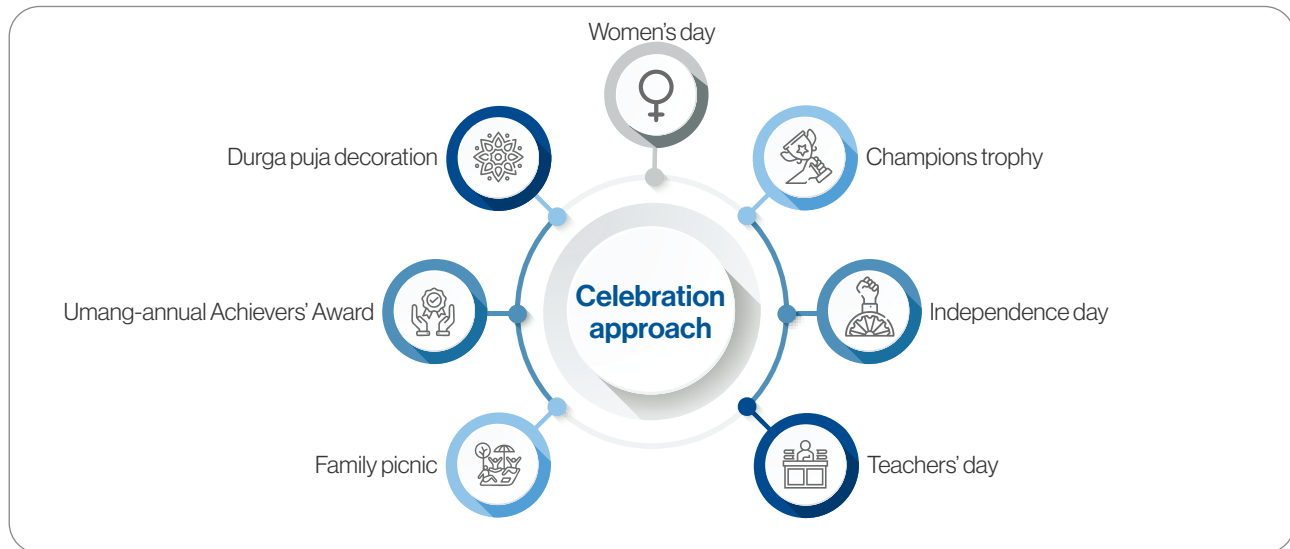 Women’s day
Durga puja decoration
Champions trophy
Umang-annual Achievers’ Award
Celebration
approach
Independence day
Family picnic
Teachers’ day